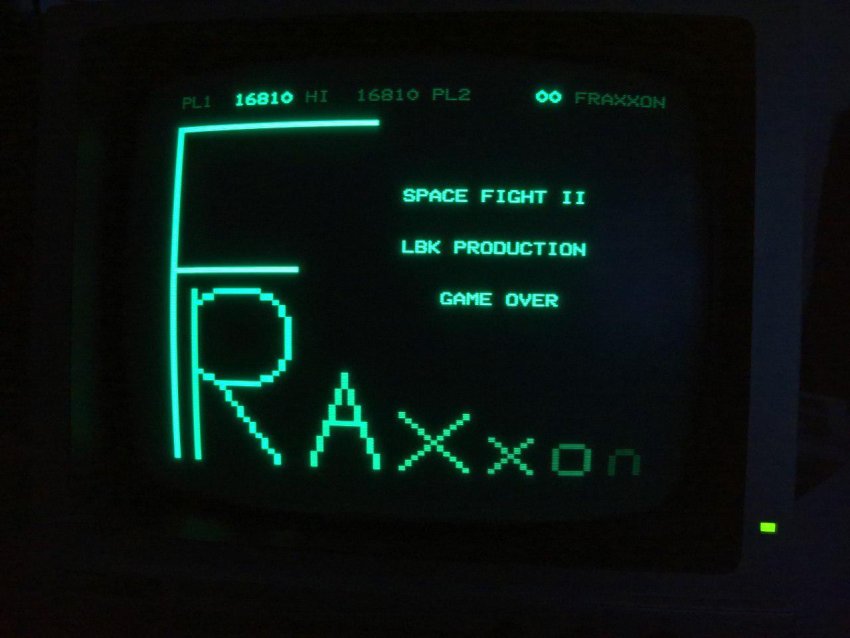 PL1 16810 HI 16810 PL2 00 FRAXXON
SPACE FIGHT II
LBK PRODUCTION
GAME OVER
FRAXxon